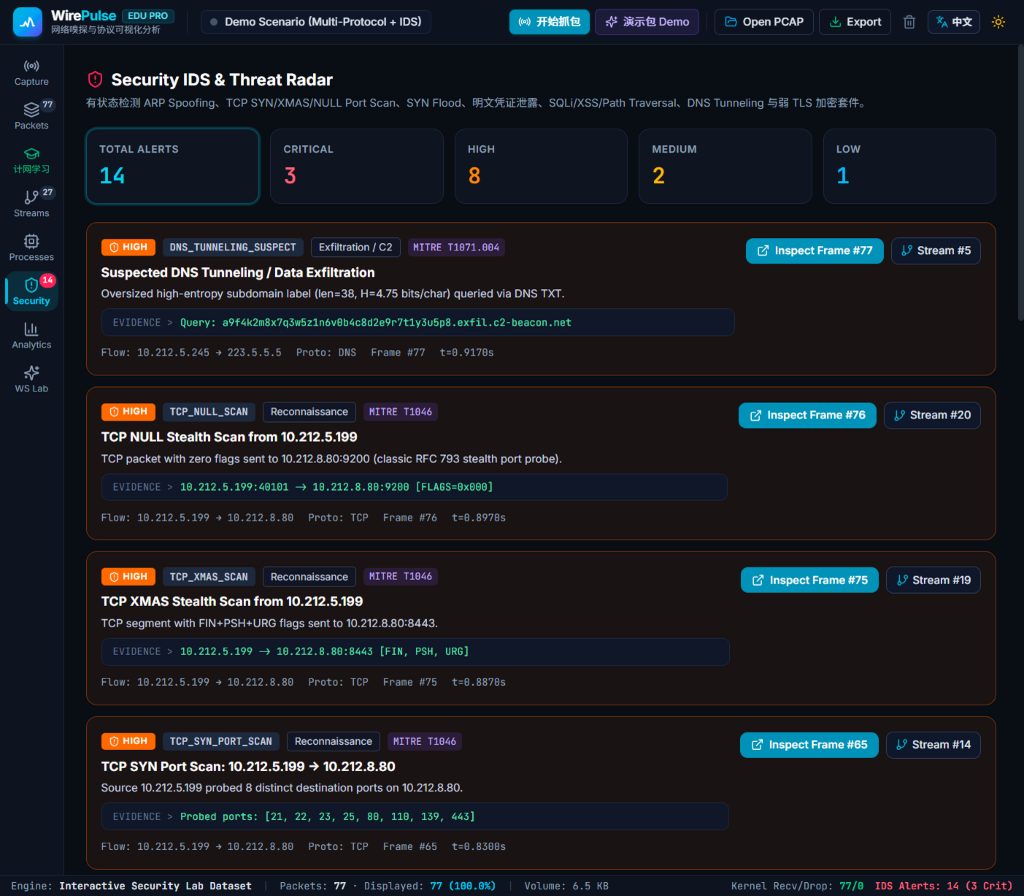 WirePulse EDU PRO
网络嗅探与协议可视化分析
Demo Scenario (Multi-Protocol + IDS)
开始抓包
演示包 Demo
Open PCAP
Export
中文
Capture
77
Packets
计网学习
27
Streams
Processes
14
Security
Analytics
WS Lab
Security IDS & Threat Radar
有状态检测 ARP Spoofing、TCP SYN/XMAS/NULL Port Scan、SYN Flood、明文凭证泄露、SQLi/XSS/Path Traversal、DNS Tunneling 与弱 TLS 加密套件。
TOTAL ALERTS
14
CRITICAL
3
HIGH
8
MEDIUM
2
LOW
1
HIGH DNS_TUNNELING_SUSPECT Exfiltration / C2 MITRE T1071.004
Inspect Frame #77 Stream #5
Suspected DNS Tunneling / Data Exfiltration
Oversized high-entropy subdomain label (len=38, H=4.75 bits/char) queried via DNS TXT.
EVIDENCE > Query: a9f4k2m8x7q3w5z1n6v0b4c8d2e9r7t1y3u5p8.exfil.c2-beacon.net
Flow: 10.212.5.245 → 223.5.5.5 Proto: DNS Frame #77 t=0.9170s
HIGH TCP_NULL_SCAN Reconnaissance MITRE T1046
Inspect Frame #76 Stream #20
TCP NULL Stealth Scan from 10.212.5.199
TCP packet with zero flags sent to 10.212.8.80:9200 (classic RFC 793 stealth port probe).
EVIDENCE > 10.212.5.199:40101 → 10.212.8.80:9200 [FLAGS=0x000]
Flow: 10.212.5.199 → 10.212.8.80 Proto: TCP Frame #76 t=0.8970s
HIGH TCP_XMAS_SCAN Reconnaissance MITRE T1046
Inspect Frame #75 Stream #19
TCP XMAS Stealth Scan from 10.212.5.199
TCP segment with FIN+PSH+URG flags sent to 10.212.8.80:8443.
EVIDENCE > 10.212.5.199 → 10.212.8.80:8443 [FIN, PSH, URG]
Flow: 10.212.5.199 → 10.212.8.80 Proto: TCP Frame #75 t=0.8870s
HIGH TCP_SYN_PORT_SCAN Reconnaissance MITRE T1046
Inspect Frame #65 Stream #14
TCP SYN Port Scan: 10.212.5.199 → 10.212.8.80
Source 10.212.5.199 probed 8 distinct destination ports on 10.212.8.80.
EVIDENCE > Probed ports: [21, 22, 23, 25, 80, 110, 139, 443]
Flow: 10.212.5.199 → 10.212.8.80 Proto: TCP Frame #65 t=0.8300s
Engine: Interactive Security Lab Dataset | Packets: 77 · Displayed: 77 (100.0%) | Volume: 6.5 KB Kernel Recv/Drop: 77/0 IDS Alerts: 14 (3 Crit)